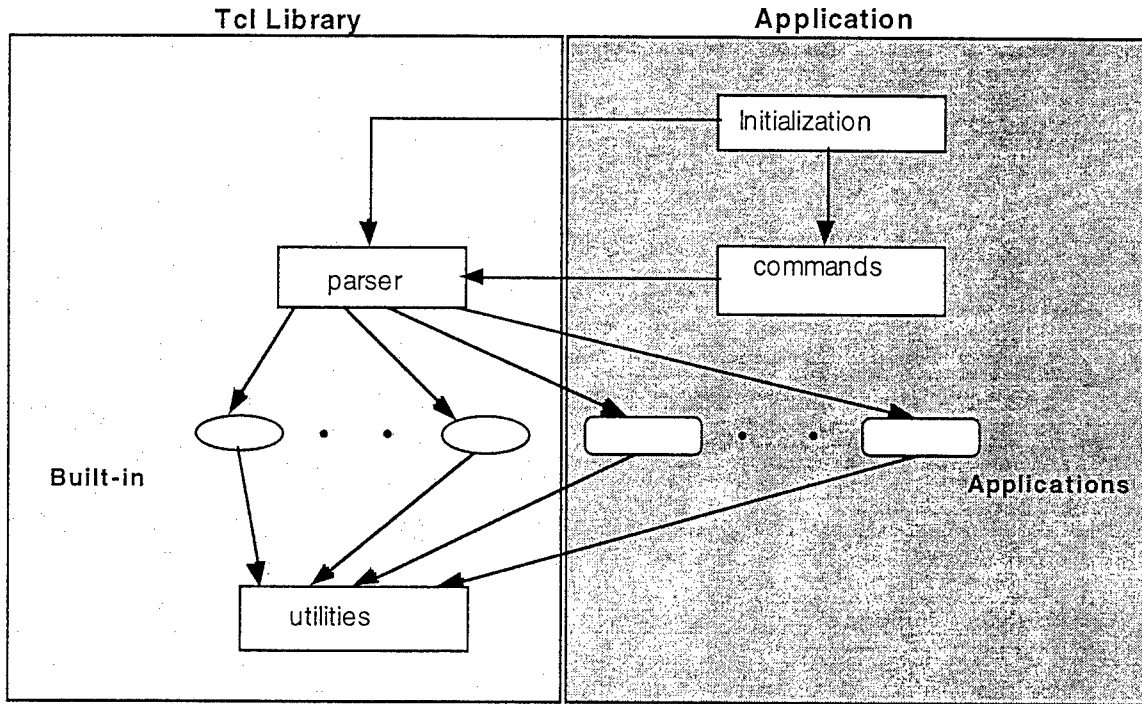 Tcl Library
Application
Initialization
parser
commands
Built-in
Applications
utilities